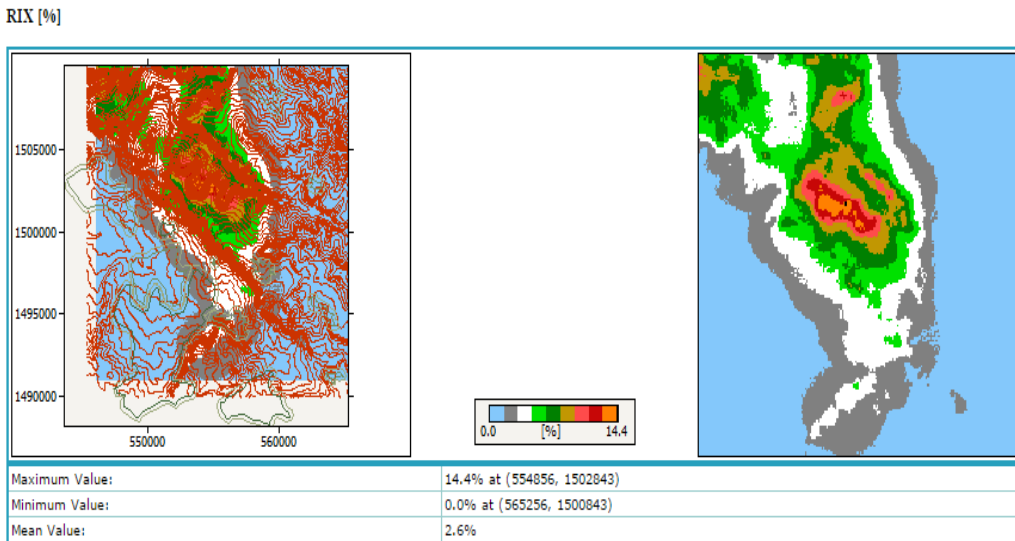 RIX [%]
1505000
1500000
1495000
1490000
550000 560000
0.0 [%] 14.4
Maximum Value: 14.4% at (554856, 1502843)
Minimum Value: 0.0% at (565256, 1500843)
Mean Value: 2.6%